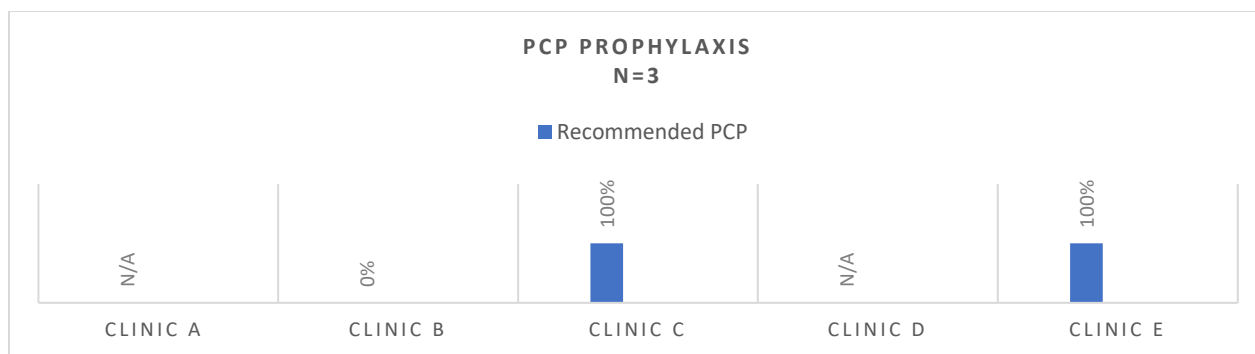 PCP PROPHYLAXIS
N=3
Recommended PCP
N/A
0%
100%
N/A
100%
CLINIC A CLINIC B CLINIC C CLINIC D CLINIC E